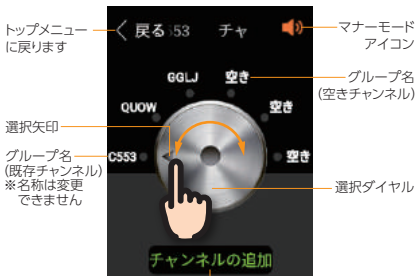 トップメニュー
に戻ります
戻る 553 チャ
マナーモード
アイコン
GGLJ 空き
グループ名
(空きチャンネル)
QUOW 空き
選択矢印
グループ名
(既存チャンネル)
※名称は変更
できません
C553 空き
選択ダイヤル
チャンネルの追加